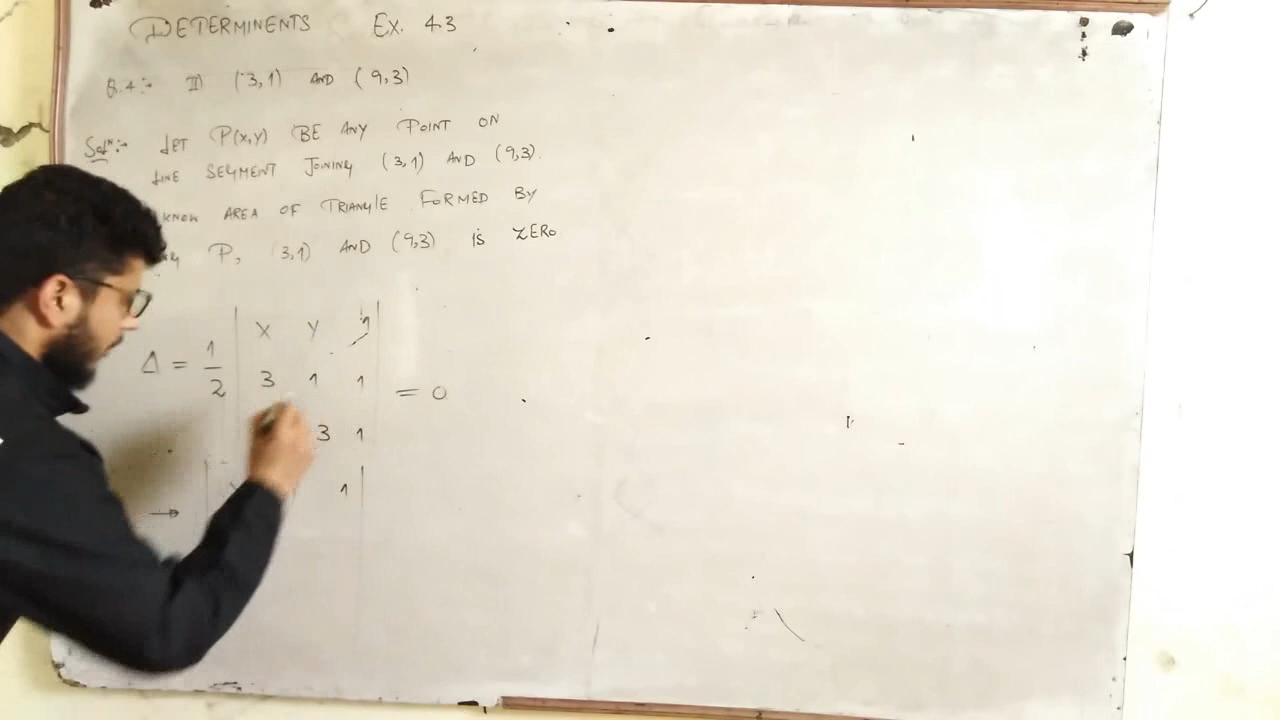 DETERMINENTS Ex. 4.3
Q.4:- II) (3,1) AND (9,3)
Solⁿ:- LET P(x,y) BE ANY POINT ON
LINE SEGMENT JOINING (3,1) AND (9,3).
KNOW AREA OF TRIANGLE FORMED BY
P, (3,1) AND (9,3) IS ZERO
X Y 1
Δ = 1/2 3 1 1 = 0
3 1
→ 1